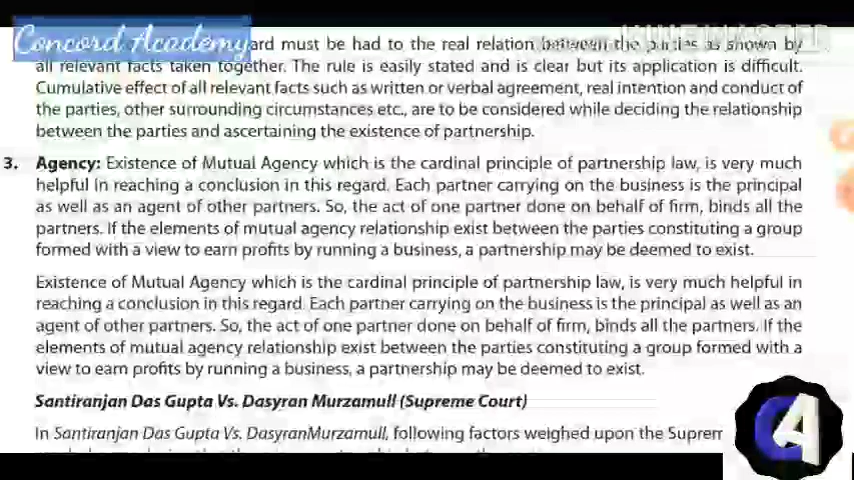 Concord Academy
ard must be had to the real relation between the parties as shown by
all relevant facts taken together. The rule is easily stated and is clear but its application is difficult.
Cumulative effect of all relevant facts such as written or verbal agreement, real intention and conduct of
the parties, other surrounding circumstances etc., are to be considered while deciding the relationship
between the parties and ascertaining the existence of partnership.
3. Agency: Existence of Mutual Agency which is the cardinal principle of partnership law, is very much
helpful in reaching a conclusion in this regard. Each partner carrying on the business is the principal
as well as an agent of other partners. So, the act of one partner done on behalf of firm, binds all the
partners. If the elements of mutual agency relationship exist between the parties constituting a group
formed with a view to earn profits by running a business, a partnership may be deemed to exist.
Existence of Mutual Agency which is the cardinal principle of partnership law, is very much helpful in
reaching a conclusion in this regard. Each partner carrying on the business is the principal as well as an
agent of other partners. So, the act of one partner done on behalf of firm, binds all the partners. If the
elements of mutual agency relationship exist between the parties constituting a group formed with a
view to earn profits by running a business, a partnership may be deemed to exist.
Santiranjan Das Gupta Vs. Dasyran Murzamull (Supreme Court)
In Santiranjan Das Gupta Vs. DasyranMurzamull, following factors weighed upon the Suprem
CA